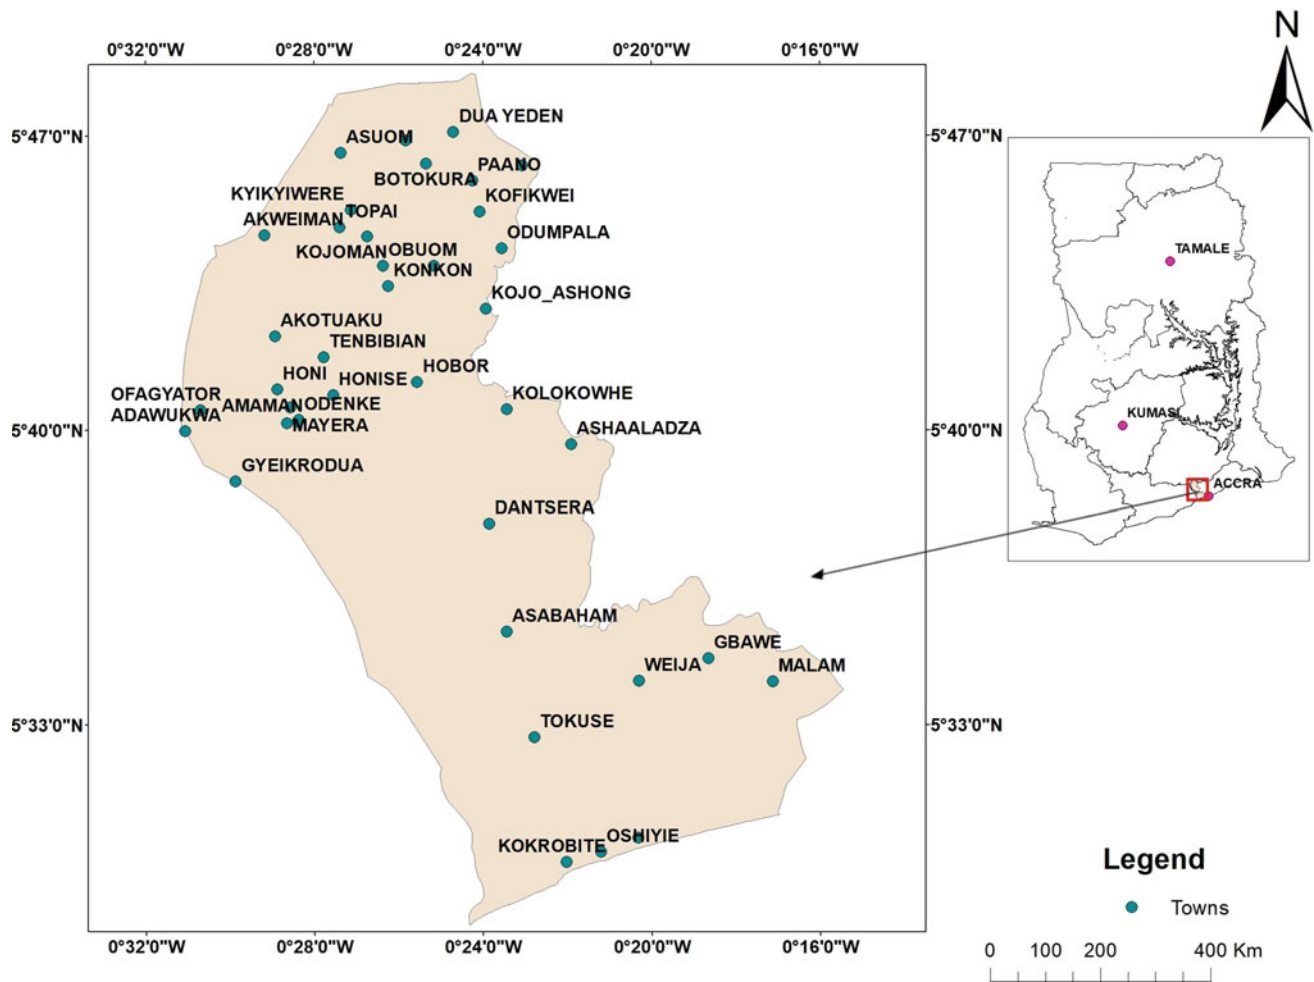 N
0°32'0"W 0°28'0"W 0°24'0"W 0°20'0"W 0°16'0"W
5°47'0"N 5°47'0"N
DUA YEDEN
ASUOM
PAANO
BOTOKURA
KYIKYIWERE
KOFIKWEI
TOPAI
AKWEIMAN
ODUMPALA
KOJOMAN
OBUOM
KONKON
KOJO_ASHONG
AKOTUAKU
TENBIBIAN
HOBOR
HONI
HONISE
OFAGYATOR
KOLOKOWHE
AMAMAN
ODENKE
ADAWUKWA
MAYERA
ASHAALADZA
5°40'0"N 5°40'0"N
GYEIKRODUA
DANTSERA
ASABAHAM
GBAWE
WEIJA
MALAM
TOKUSE
5°33'0"N 5°33'0"N
OSHIYIE
KOKROBITE
0°32'0"W 0°28'0"W 0°24'0"W 0°20'0"W 0°16'0"W
TAMALE
KUMASI
ACCRA
Legend
Towns
0 100 200 400 Km